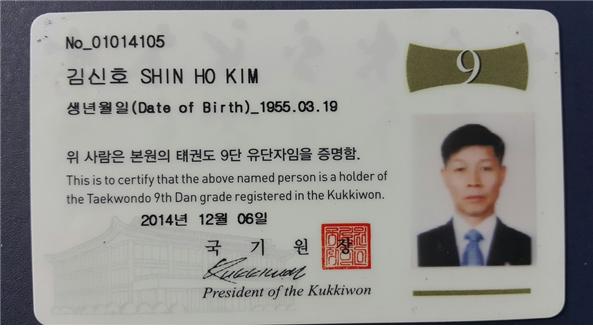 No_01014105
9
김신호 SHIN HO KIM
생년월일(Date of Birth)_1955.03.19
위 사람은 본원의 태권도 9단 유단자임을 증명함.
This is to certify that the above named person is a holder of
the Taekwondo 9th Dan grade registered in the Kukkiwon.
2014년 12월 06일
국 기 원 장
Kukkiwon
President of the Kukkiwon